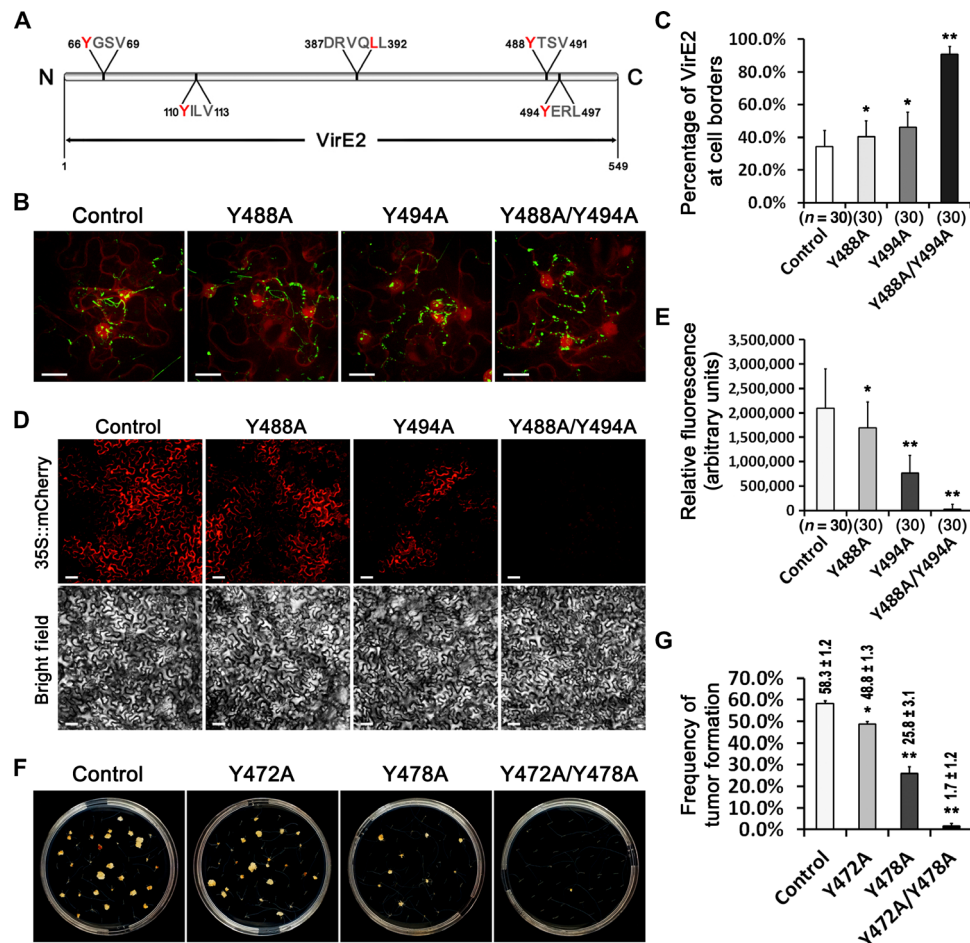 A
66YGSV69
387DRVQLL392
488YTSV491
N
C
110YILV113
494YERL497
VirE2
1
549
B
Control
Y488A
Y494A
Y488A/Y494A
C
Percentage of VirE2
at cell borders
100.0%
80.0%
60.0%
40.0%
20.0%
0.0%
*
*
**
(n = 30)
(30)
(30)
(30)
Control
Y488A
Y494A
Y488A/Y494A
D
Control
Y488A
Y494A
Y488A/Y494A
35S::mCherry
Bright field
E
Relative fluorescence
(arbitrary units)
3,500,000
3,000,000
2,500,000
2,000,000
1,500,000
1,000,000
500,000
0
*
**
**
(n = 30)
(30)
(30)
(30)
Control
Y488A
Y494A
Y488A/Y494A
F
Control
Y472A
Y478A
Y472A/Y478A
G
Frequency of
tumor formation
70.0%
60.0%
50.0%
40.0%
30.0%
20.0%
10.0%
0.0%
58.3 ± 1.2
* 48.8 ± 1.3
** 25.8 ± 3.1
** 1.7 ± 1.2
Control
Y472A
Y478A
Y472A/Y478A